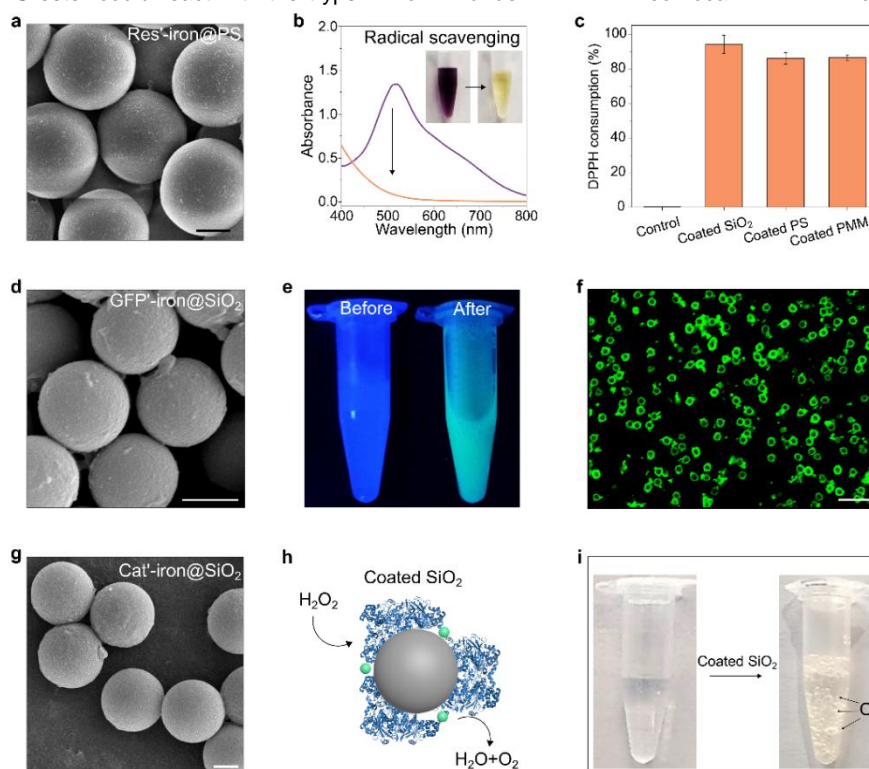 a
Res'-iron@PS
b
Radical scavenging
Absorbance
2.0
1.5
1.0
0.5
0.0
400 500 600 700 800
Wavelength (nm)
c
DPPH consumption (%)
100
80
60
40
20
0
Control
Coated SiO₂
Coated PS
Coated PMM
d
GFP'-iron@SiO₂
e
Before
After
f
g
Cat'-iron@SiO₂
h
Coated SiO₂
H₂O₂
H₂O+O₂
i
Coated SiO₂